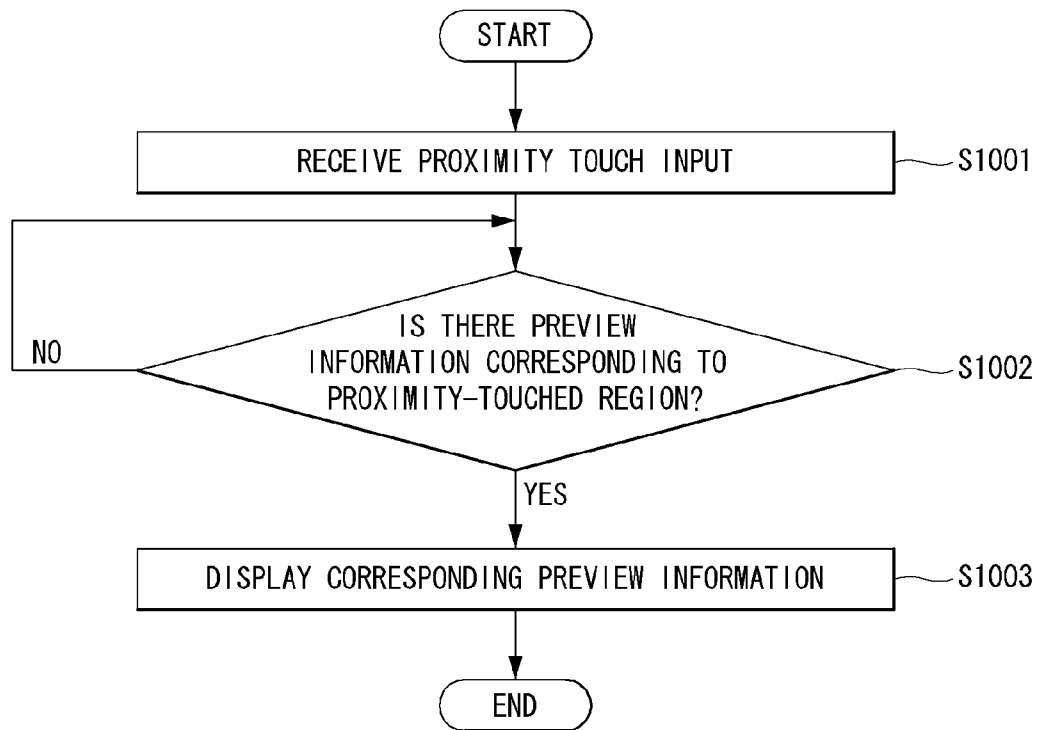 START
RECEIVE PROXIMITY TOUCH INPUT
S1001
IS THERE PREVIEW
INFORMATION CORRESPONDING TO
PROXIMITY-TOUCHED REGION?
NO
S1002
YES
DISPLAY CORRESPONDING PREVIEW INFORMATION
S1003
END